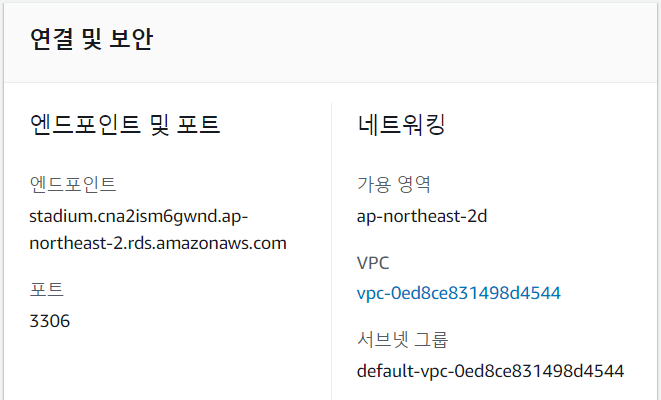 연결 및 보안
엔드포인트 및 포트
엔드포인트
stadium.cna2ism6gwnd.ap-
northeast-2.rds.amazonaws.com
포트
3306
네트워킹
가용 영역
ap-northeast-2d
VPC
vpc-0ed8ce831498d4544
서브넷 그룹
default-vpc-0ed8ce831498d4544